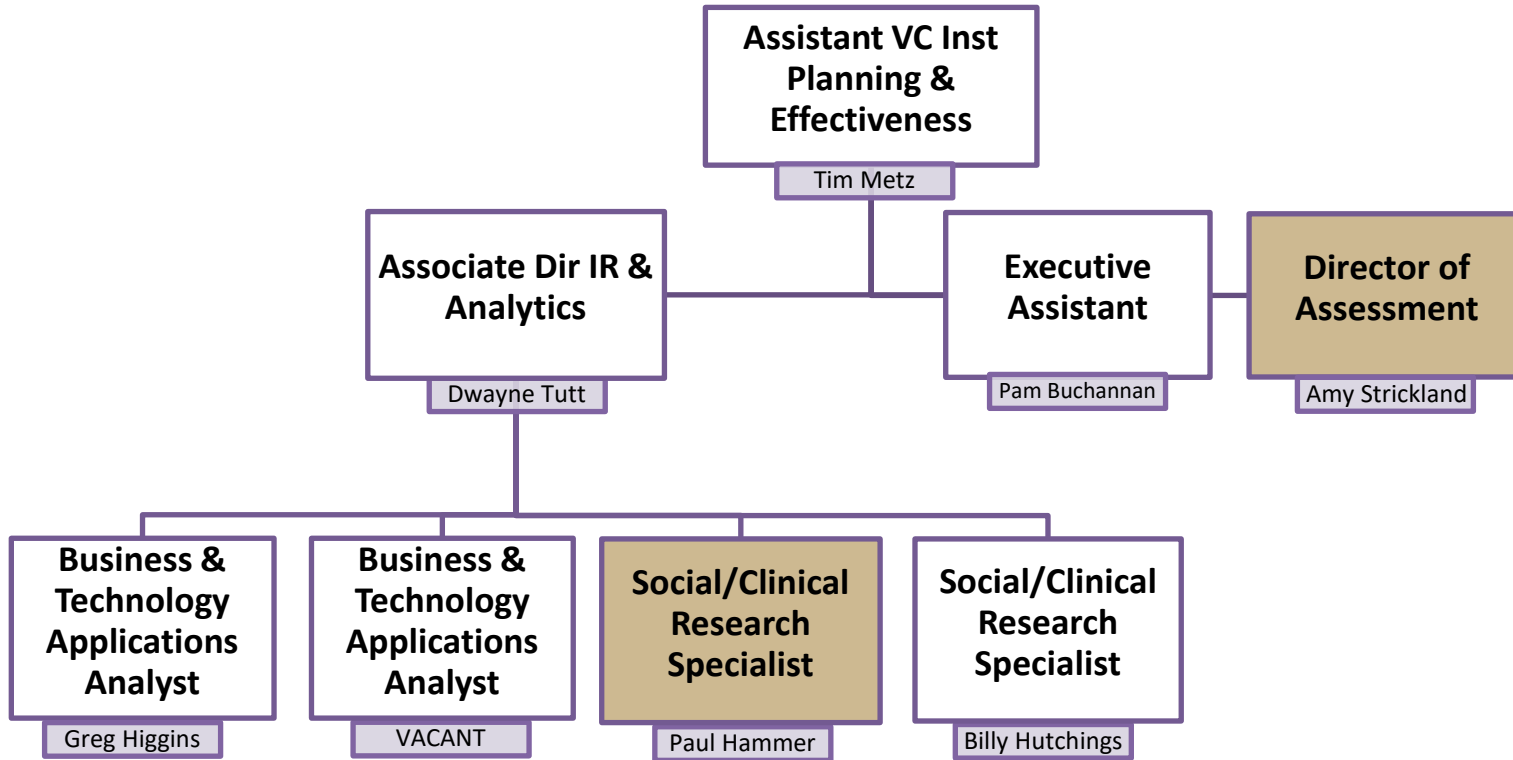 Assistant VC Inst
Planning &
Effectiveness
Tim Metz
Associate Dir IR &
Analytics
Dwayne Tutt
Executive
Assistant
Pam Buchannan
Director of
Assessment
Amy Strickland
Business &
Technology
Applications
Analyst
Greg Higgins
Business &
Technology
Applications
Analyst
VACANT
Social/Clinical
Research
Specialist
Paul Hammer
Social/Clinical
Research
Specialist
Billy Hutchings